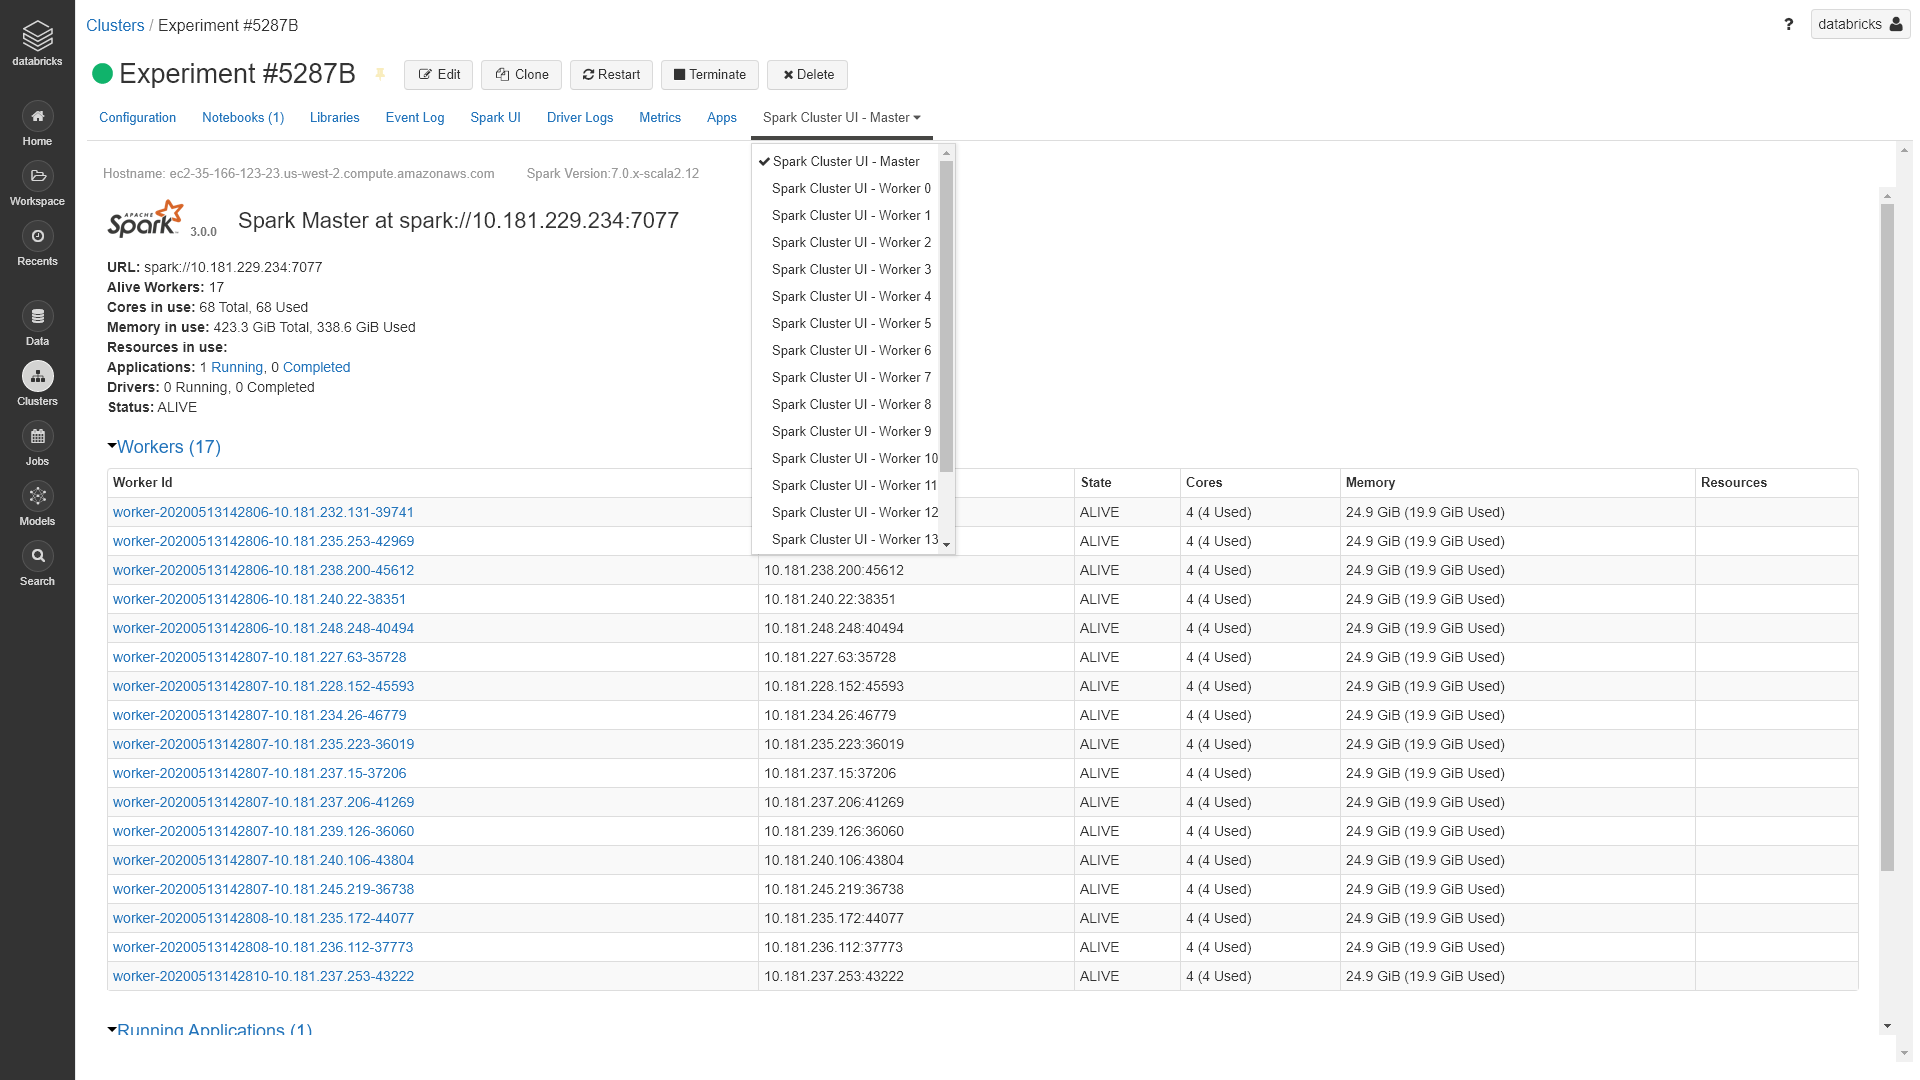 databricks
Home
Workspace
Recents
Data
Clusters
Jobs
Models
Search
Clusters / Experiment #5287B
? databricks
Experiment #5287B
Edit Clone Restart Terminate Delete
Configuration Notebooks (1) Libraries Event Log Spark UI Driver Logs Metrics Apps Spark Cluster UI - Master
Spark Cluster UI - Master
Spark Cluster UI - Worker 0
Spark Cluster UI - Worker 1
Spark Cluster UI - Worker 2
Spark Cluster UI - Worker 3
Spark Cluster UI - Worker 4
Spark Cluster UI - Worker 5
Spark Cluster UI - Worker 6
Spark Cluster UI - Worker 7
Spark Cluster UI - Worker 8
Spark Cluster UI - Worker 9
Spark Cluster UI - Worker 10
Spark Cluster UI - Worker 11
Spark Cluster UI - Worker 12
Spark Cluster UI - Worker 13
Hostname: ec2-35-166-123-23.us-west-2.compute.amazonaws.com Spark Version:7.0.x-scala2.12
APACHE Spark 3.0.0 Spark Master at spark://10.181.229.234:7077
URL: spark://10.181.229.234:7077
Alive Workers: 17
Cores in use: 68 Total, 68 Used
Memory in use: 423.3 GiB Total, 338.6 GiB Used
Resources in use:
Applications: 1 Running, 0 Completed
Drivers: 0 Running, 0 Completed
Status: ALIVE
Workers (17)
Worker Id State Cores Memory Resources
worker-20200513142806-10.181.232.131-39741 ALIVE 4 (4 Used) 24.9 GiB (19.9 GiB Used)
worker-20200513142806-10.181.235.253-42969 ALIVE 4 (4 Used) 24.9 GiB (19.9 GiB Used)
worker-20200513142806-10.181.238.200-45612 10.181.238.200:45612 ALIVE 4 (4 Used) 24.9 GiB (19.9 GiB Used)
worker-20200513142806-10.181.240.22-38351 10.181.240.22:38351 ALIVE 4 (4 Used) 24.9 GiB (19.9 GiB Used)
worker-20200513142806-10.181.248.248-40494 10.181.248.248:40494 ALIVE 4 (4 Used) 24.9 GiB (19.9 GiB Used)
worker-20200513142807-10.181.227.63-35728 10.181.227.63:35728 ALIVE 4 (4 Used) 24.9 GiB (19.9 GiB Used)
worker-20200513142807-10.181.228.152-45593 10.181.228.152:45593 ALIVE 4 (4 Used) 24.9 GiB (19.9 GiB Used)
worker-20200513142807-10.181.234.26-46779 10.181.234.26:46779 ALIVE 4 (4 Used) 24.9 GiB (19.9 GiB Used)
worker-20200513142807-10.181.235.223-36019 10.181.235.223:36019 ALIVE 4 (4 Used) 24.9 GiB (19.9 GiB Used)
worker-20200513142807-10.181.237.15-37206 10.181.237.15:37206 ALIVE 4 (4 Used) 24.9 GiB (19.9 GiB Used)
worker-20200513142807-10.181.237.206-41269 10.181.237.206:41269 ALIVE 4 (4 Used) 24.9 GiB (19.9 GiB Used)
worker-20200513142807-10.181.239.126-36060 10.181.239.126:36060 ALIVE 4 (4 Used) 24.9 GiB (19.9 GiB Used)
worker-20200513142807-10.181.240.106-43804 10.181.240.106:43804 ALIVE 4 (4 Used) 24.9 GiB (19.9 GiB Used)
worker-20200513142807-10.181.245.219-36738 10.181.245.219:36738 ALIVE 4 (4 Used) 24.9 GiB (19.9 GiB Used)
worker-20200513142808-10.181.235.172-44077 10.181.235.172:44077 ALIVE 4 (4 Used) 24.9 GiB (19.9 GiB Used)
worker-20200513142808-10.181.236.112-37773 10.181.236.112:37773 ALIVE 4 (4 Used) 24.9 GiB (19.9 GiB Used)
worker-20200513142810-10.181.237.253-43222 10.181.237.253:43222 ALIVE 4 (4 Used) 24.9 GiB (19.9 GiB Used)
Running Applications (1)